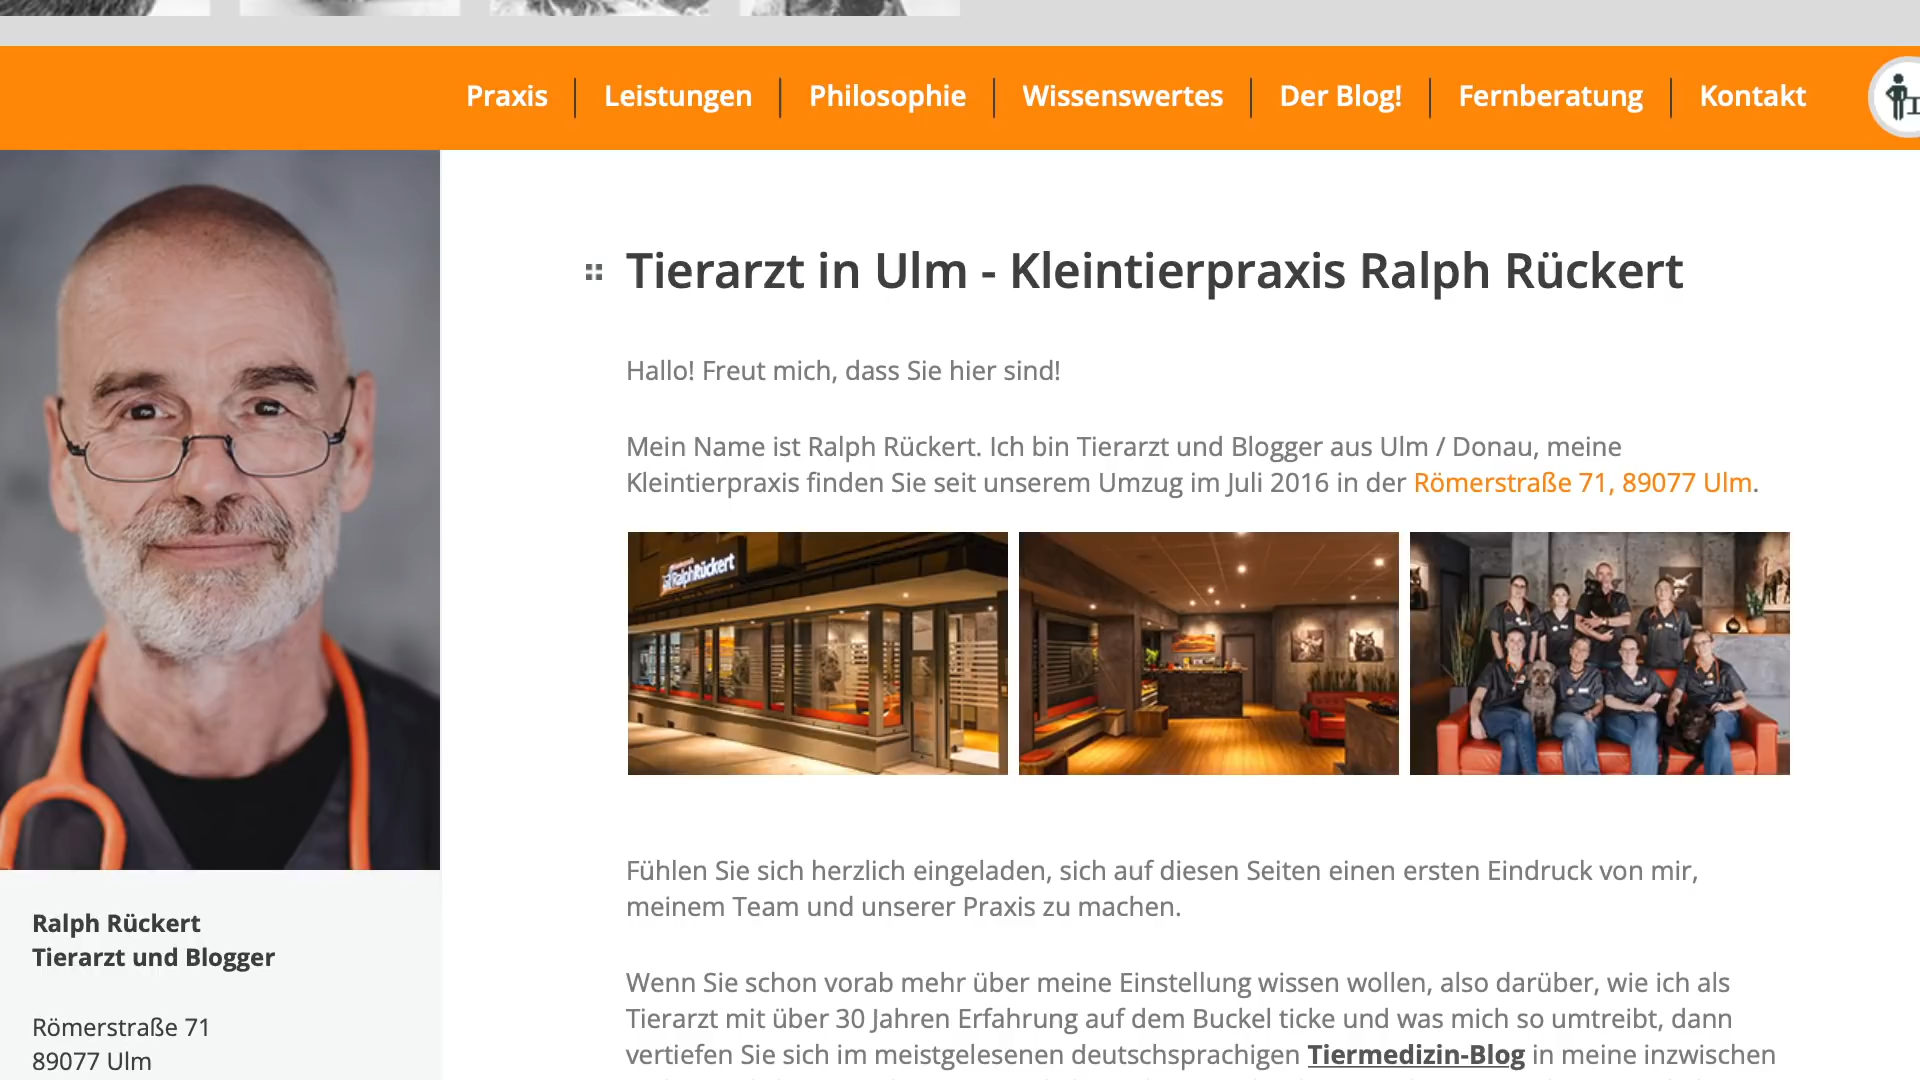 Praxis
Leistungen
Philosophie
Wissenswertes
Der Blog!
Fernberatung
Kontakt
Tierarzt in Ulm - Kleintierpraxis Ralph Rückert
Hallo! Freut mich, dass Sie hier sind!
Mein Name ist Ralph Rückert. Ich bin Tierarzt und Blogger aus Ulm / Donau, meine
Kleintierpraxis finden Sie seit unserem Umzug im Juli 2016 in der Römerstraße 71, 89077 Ulm.
RalphRückert
Fühlen Sie sich herzlich eingeladen, sich auf diesen Seiten einen ersten Eindruck von mir,
meinem Team und unserer Praxis zu machen.
Wenn Sie schon vorab mehr über meine Einstellung wissen wollen, also darüber, wie ich als
Tierarzt mit über 30 Jahren Erfahrung auf dem Buckel ticke und was mich so umtreibt, dann
vertiefen Sie sich im meistgelesenen deutschsprachigen Tiermedizin-Blog in meine inzwischen
Ralph Rückert
Tierarzt und Blogger
Römerstraße 71
89077 Ulm